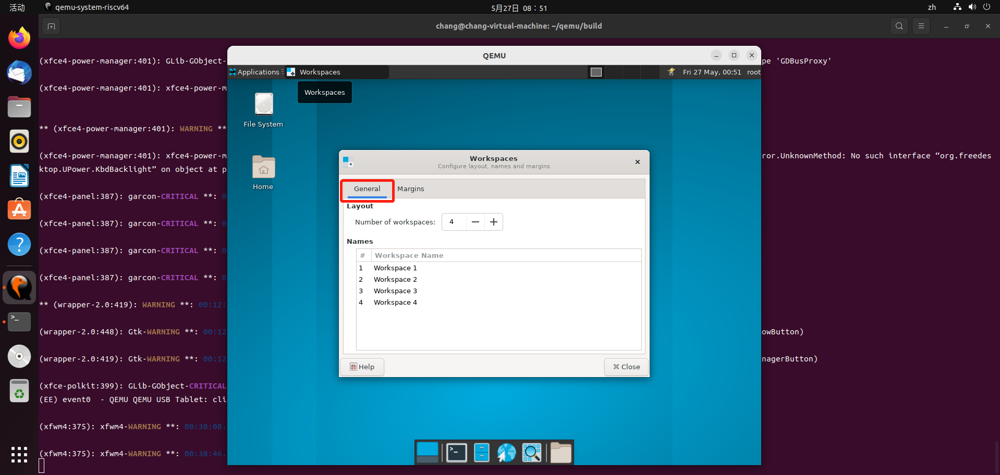 活动
qemu-system-riscv64
5月27日 08：51
zh
chang@chang-virtual-machine: ~/qemu/build
(xfce4-power-manager:401): GLib-GObject-
pe 'GDBusProxy'
(xfce4-power-manager:401): xfce4-power-m
** (xfce4-power-manager:401): WARNING **
(xfce4-power-manager:401): xfce4-power-m
ror.UnknownMethod: No such interface “org.freedes
ktop.UPower.KbdBacklight” on object at p
(xfce4-panel:387): garcon-CRITICAL **: 0
(xfce4-panel:387): garcon-CRITICAL **: 0
(xfce4-panel:387): garcon-CRITICAL **: 0
(xfce4-panel:387): garcon-CRITICAL **: 0
** (wrapper-2.0:419): WARNING **: 00:12:
(wrapper-2.0:448): Gtk-WARNING **: 00:12
owButton)
(wrapper-2.0:419): Gtk-WARNING **: 00:12
nagerButton)
(xfce-polkit:399): GLib-GObject-CRITICAL
(EE) event0  - QEMU QEMU USB Tablet: cli
(xfwm4:375): xfwm4-WARNING **: 00:38:08.
(xfwm4:375): xfwm4-WARNING **: 00:38:46.
QEMU
Applications
Workspaces
Fri 27 May, 00:51
root
Workspaces
File System
Home
Workspaces
Configure layout, names and margins
General
Margins
Layout
Number of workspaces:
4
Names
# Workspace Name
1 Workspace 1
2 Workspace 2
3 Workspace 3
4 Workspace 4
Help
Close